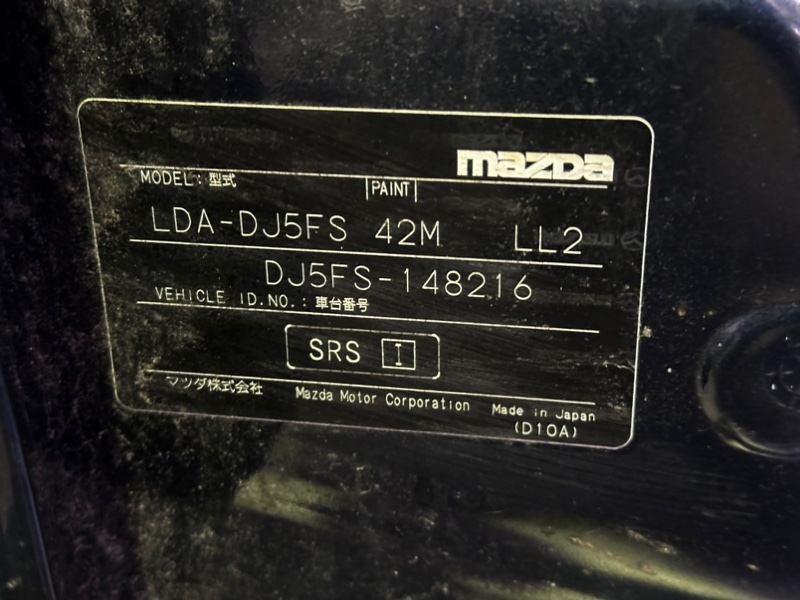 mazDa
MODEL: 型式 PAINT
LDA-DJ5FS 42M LL2
DJ5FS-148216
VEHICLE ID.NO.: 車台番号
SRS I
マツダ株式会社 Mazda Motor Corporation Made in Japan
(D10A)